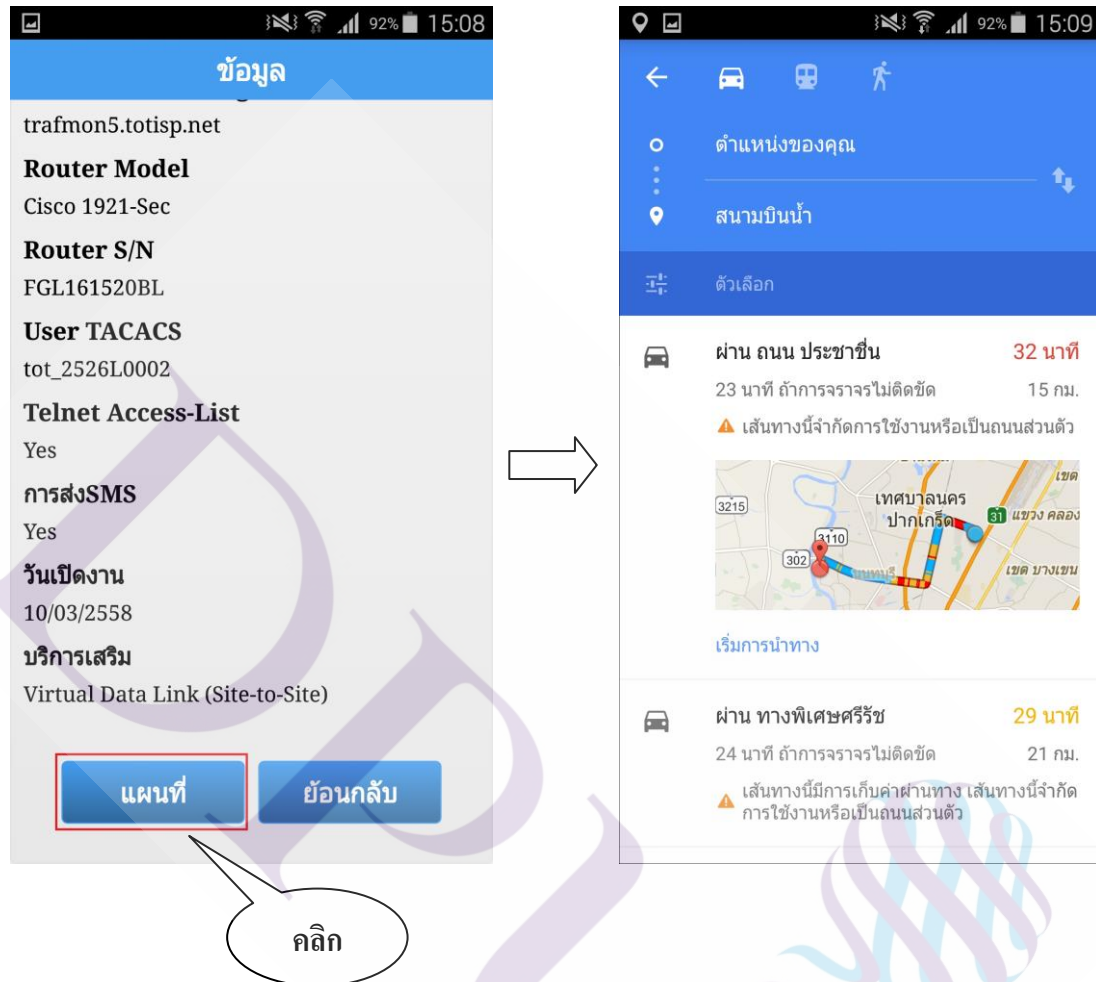 92% 15:08
ข้อมูล
trafmon5.totisp.net
Router Model
Cisco 1921-Sec
Router S/N
FGL161520BL
User TACACS
tot_2526L0002
Telnet Access-List
Yes
การส่งSMS
Yes
วันเปิดงาน
10/03/2558
บริการเสริม
Virtual Data Link (Site-to-Site)
แผนที่ ย้อนกลับ
คลิก
92% 15:09
ตำแหน่งของคุณ
สนามบินน้ำ
ตัวเลือก
ผ่าน ถนน ประชาชื่น 32 นาที
23 นาที ถ้าการจราจรไม่ติดขัด 15 กม.
เส้นทางนี้จำกัดการใช้งานหรือเป็นถนนส่วนตัว
เขต
3215
เทศบาลนคร
ปากเกร็ด
31 แขวง คลอง
3110
302
นนทบุรี
เขต บางเขน
เริ่มการนำทาง
ผ่าน ทางพิเศษศรีรัช 29 นาที
24 นาที ถ้าการจราจรไม่ติดขัด 21 กม.
เส้นทางนี้มีการเก็บค่าผ่านทาง เส้นทางนี้จำกัด
การใช้งานหรือเป็นถนนส่วนตัว